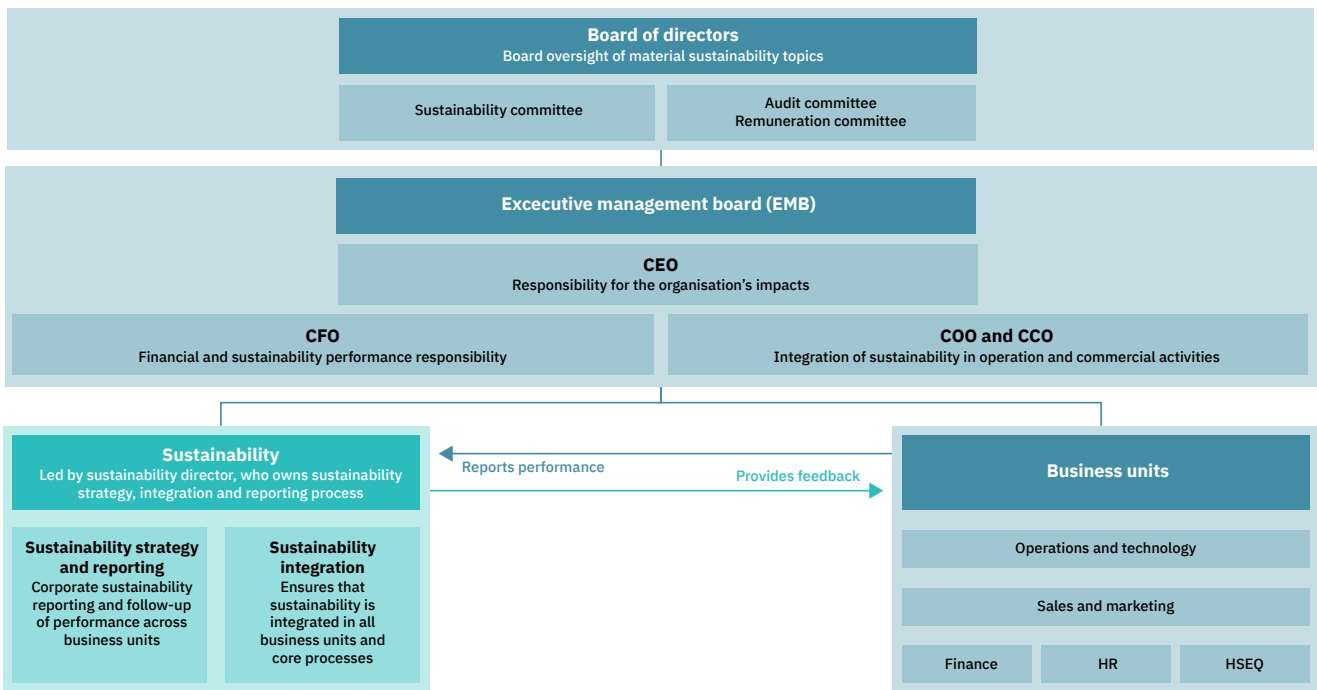 Board of directors
Board oversight of material sustainability topics
Sustainability committee
Audit committee
Remuneration committee
Excecutive management board (EMB)
CEO
Responsibility for the organisation’s impacts
CFO
Financial and sustainability performance responsibility
COO and CCO
Integration of sustainability in operation and commercial activities
Sustainability
Led by sustainability director, who owns sustainability
strategy, integration and reporting process
Reports performance
Provides feedback
Business units
Sustainability strategy
and reporting
Corporate sustainability
reporting and follow-up
of performance across
business units
Sustainability
integration
Ensures that
sustainability is
integrated in all
business units and
core processes
Operations and technology
Sales and marketing
Finance
HR
HSEQ